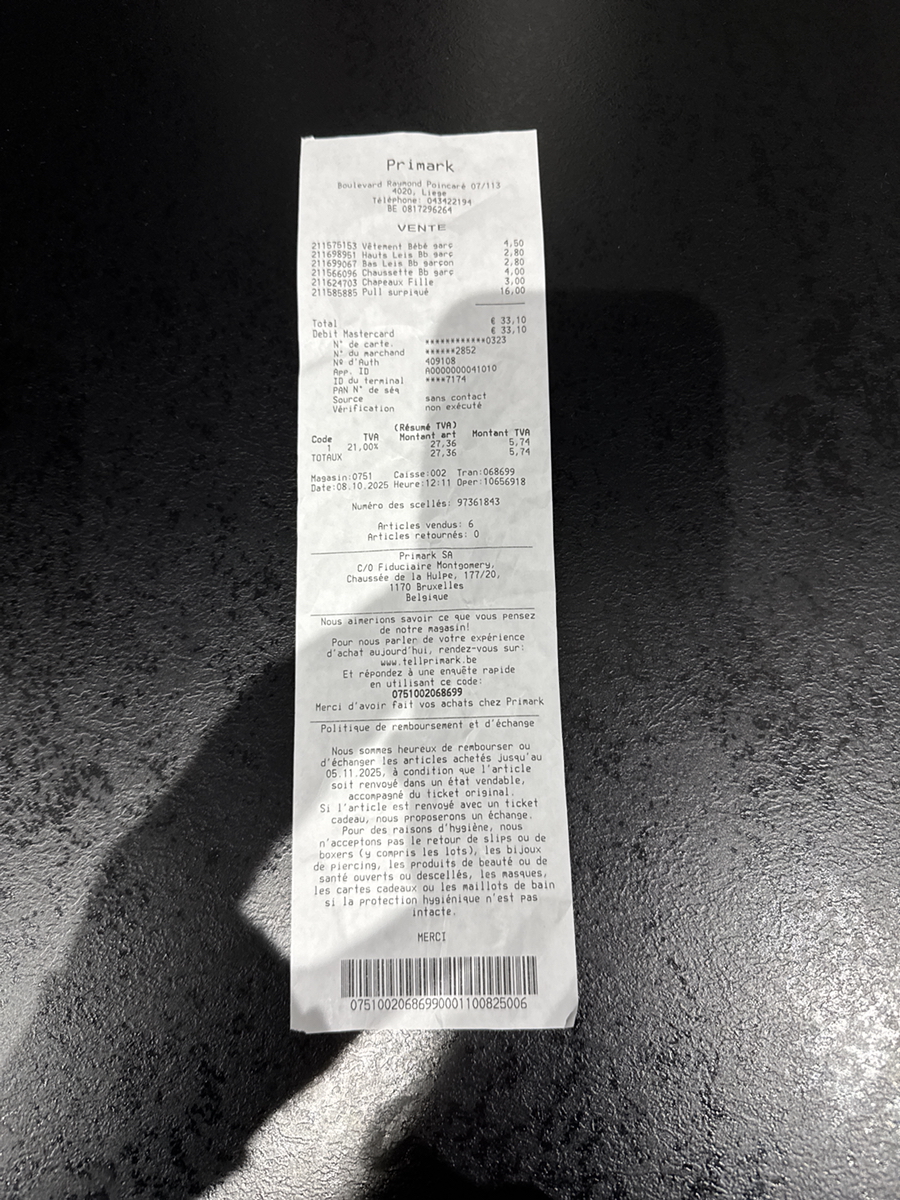 Primark
Boulevard Raymond Poincaré 07/113
4020, Liege
Téléphone: 043422194
BE 0817296264
VENTE
211575153 Vêtement Bébé garç 4,50
211698951 Hauts Leis Bb garç 2,80
211699067 Bas Leis Bb garçon 2,80
211566096 Chaussette Bb garç 4,00
211624703 Chapeaux Fille 3,00
211585885 Pull surpiqué 16,00
Total € 33,10
Debit Mastercard € 33,10
N° de carte. ************0323
N° du marchand ******2852
Nº d'Auth 409108
App. ID A0000000041010
ID du terminal ****7174
PAN N° de séq
Source sans contact
Vérification non exécuté
(Résumé TVA)
Code TVA Montant art Montant TVA
1 21,00% 27,36 5,74
TOTAUX 27,36 5,74
Magasin:0751 Caisse:002 Tran:068699
Date:08.10.2025 Heure:12:11 Oper:10656918
Numéro des scellés: 97361843
Articles vendus: 6
Articles retournés: 0
Primark SA
C/O Fiduciaire Montgomery,
Chaussée de la Hulpe, 177/20,
1170 Bruxelles
Belgique
Nous aimerions savoir ce que vous pensez
de notre magasin!
Pour nous parler de votre expérience
d'achat aujourd'hui, rendez-vous sur:
www.tellprimark.be
Et répondez à une enquête rapide
en utilisant ce code:
0751002068699
Merci d'avoir fait vos achats chez Primark
Politique de remboursement et d'échange
Nous sommes heureux de rembourser ou
d'échanger les articles achetés jusqu'au
05.11.2025, à condition que l'article
soit renvoyé dans un état vendable,
accompagné du ticket original.
Si l'article est renvoyé avec un ticket
cadeau, nous proposerons un échange.
Pour des raisons d'hygiène, nous
n'acceptons pas le retour de slips ou de
boxers (y compris les lots), les bijoux
de piercing, les produits de beauté ou de
santé ouverts ou descellés, les masques,
les cartes cadeaux ou les maillots de bain
si la protection hygiénique n'est pas
intacte.
MERCI
07510020686990001100825006